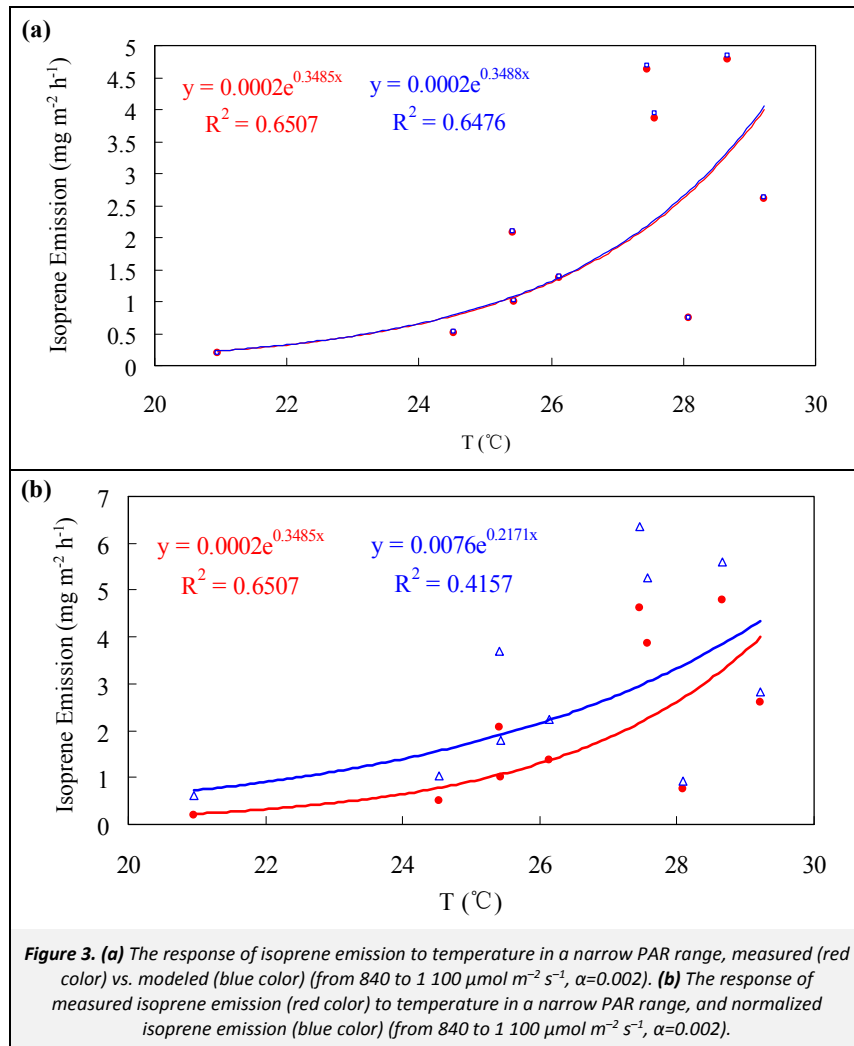 (a)
5
4.5
4
3.5
3
2.5
2
1.5
1
0.5
0
Isoprene Emission (mg m⁻² h⁻¹)
y = 0.0002e^0.3485x
R² = 0.6507
y = 0.0002e^0.3488x
R² = 0.6476
20 22 24 26 28 30
T (℃)
(b)
7
6
5
4
3
2
1
0
Isoprene Emission (mg m⁻² h⁻¹)
y = 0.0002e^0.3485x
R² = 0.6507
y = 0.0076e^0.2171x
R² = 0.4157
20 22 24 26 28 30
T (℃)
Figure 3. (a) The response of isoprene emission to temperature in a narrow PAR range, measured (red
color) vs. modeled (blue color) (from 840 to 1 100 μmol m⁻² s⁻¹, α=0.002). (b) The response of
measured isoprene emission (red color) to temperature in a narrow PAR range, and normalized
isoprene emission (blue color) (from 840 to 1 100 μmol m⁻² s⁻¹, α=0.002).